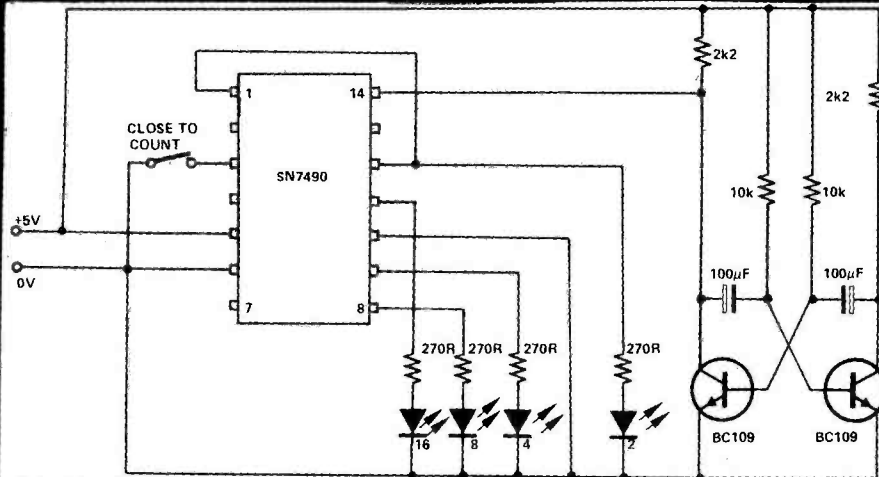 2k2
2k2
1
14
CLOSE TO
COUNT
SN7490
10k
10k
+5V
0V
100µF
100µF
7
8
270R
270R
270R
270R
16
8
4
2
BC109
BC109